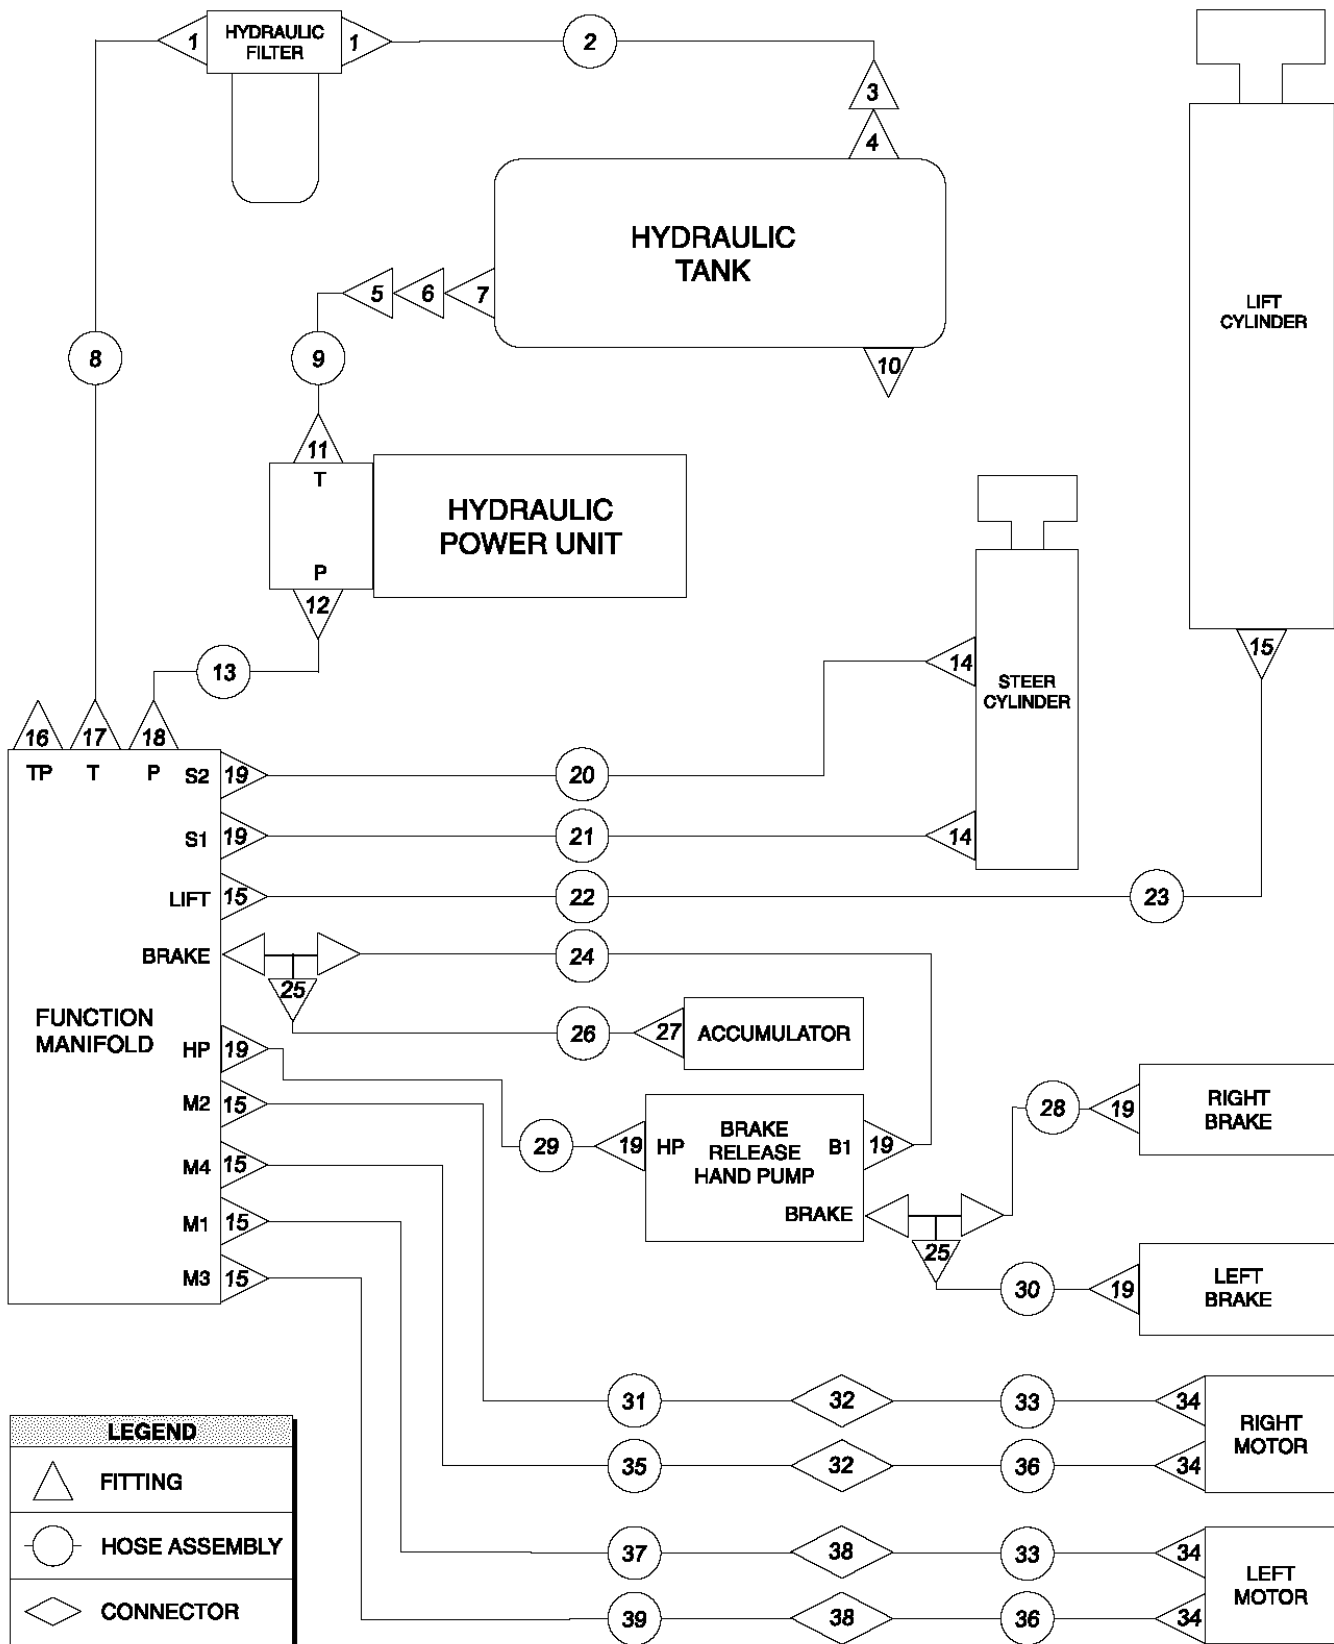 HYDRAULIC
FILTER
1
1
2
3
4
HYDRAULIC
TANK
5
6
7
8
9
10
LIFT
CYLINDER
11
T
HYDRAULIC
POWER UNIT
P
12
13
14
STEER
CYLINDER
14
15
16
17
18
TP
T
P
S2
19
20
S1
19
21
LIFT
15
22
23
BRAKE
24
25
FUNCTION
MANIFOLD
26
27
ACCUMULATOR
HP
19
M2
15
M4
15
M1
15
M3
15
29
19
HP
BRAKE
RELEASE
HAND PUMP
B1
19
BRAKE
25
28
19
RIGHT
BRAKE
30
19
LEFT
BRAKE
31
32
33
34
RIGHT
MOTOR
35
32
36
34
37
38
33
34
LEFT
MOTOR
39
38
36
34
LEGEND
FITTING
HOSE ASSEMBLY
CONNECTOR